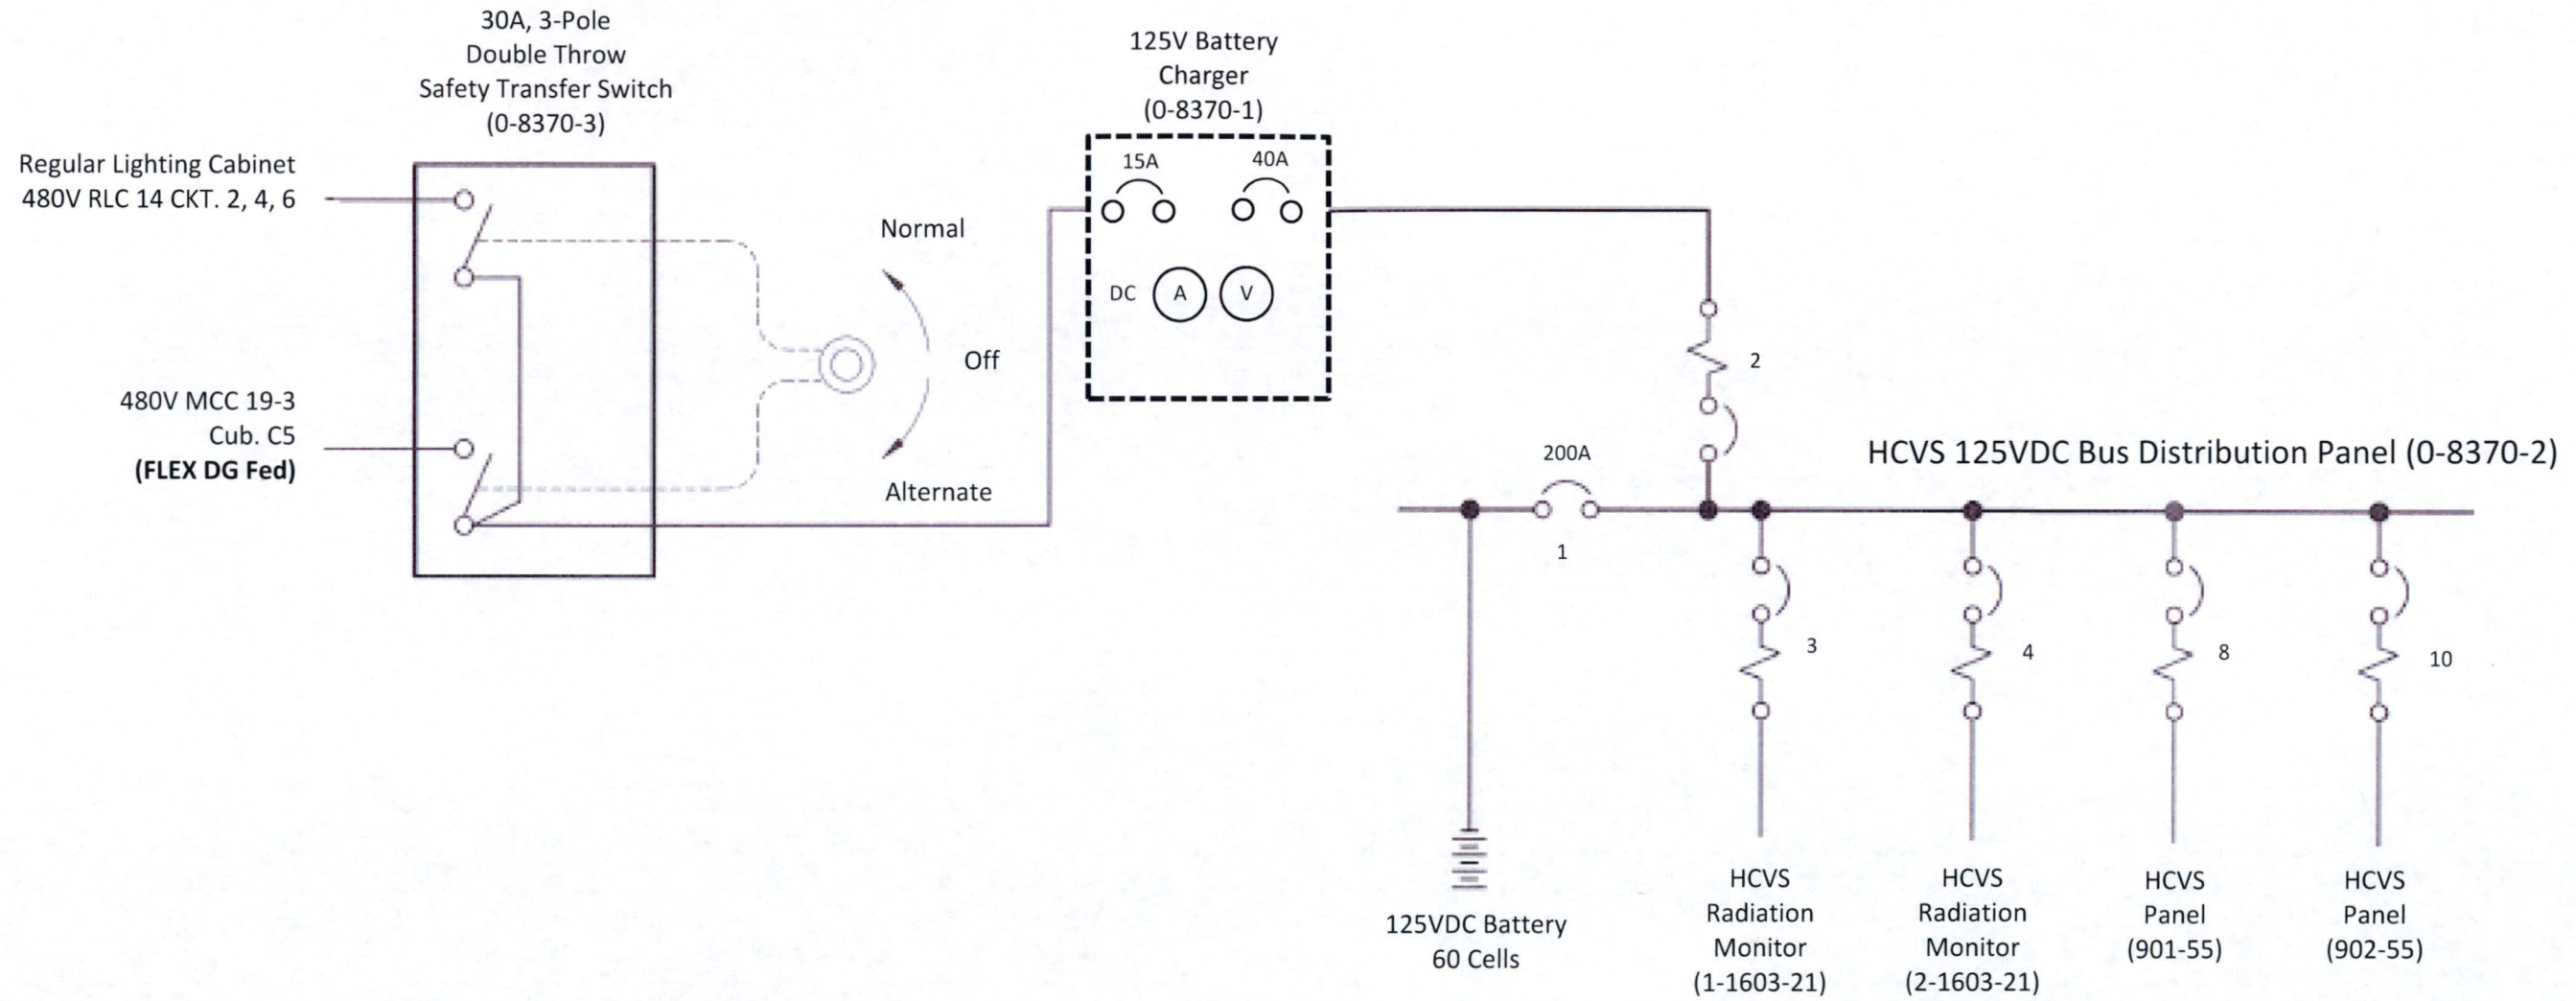 30A, 3-Pole
Double Throw
Safety Transfer Switch
(0-8370-3)
Regular Lighting Cabinet
480V RLC 14 CKT. 2, 4, 6
480V MCC 19-3
Cub. C5
(FLEX DG Fed)
Normal
Off
Alternate
125V Battery
Charger
(0-8370-1)
15A
40A
DC
A
V
2
200A
1
HCVS 125VDC Bus Distribution Panel (0-8370-2)
3
4
8
10
125VDC Battery
60 Cells
HCVS
Radiation
Monitor
(1-1603-21)
HCVS
Radiation
Monitor
(2-1603-21)
HCVS
Panel
(901-55)
HCVS
Panel
(902-55)